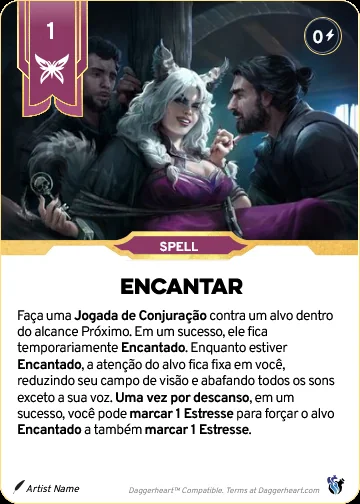 1
0
SPELL
ENCANTAR
Faça uma Jogada de Conjuração contra um alvo dentro
do alcance Próximo. Em um sucesso, ele fica
temporariamente Encantado. Enquanto estiver
Encantado, a atenção do alvo fica fixa em você,
reduzindo seu campo de visão e abafando todos os sons
exceto a sua voz. Uma vez por descanso, em um
sucesso, você pode marcar 1 Estresse para forçar o alvo
Encantado a também marcar 1 Estresse.
Artist Name
Daggerheart™ Compatible. Terms at Daggerheart.com